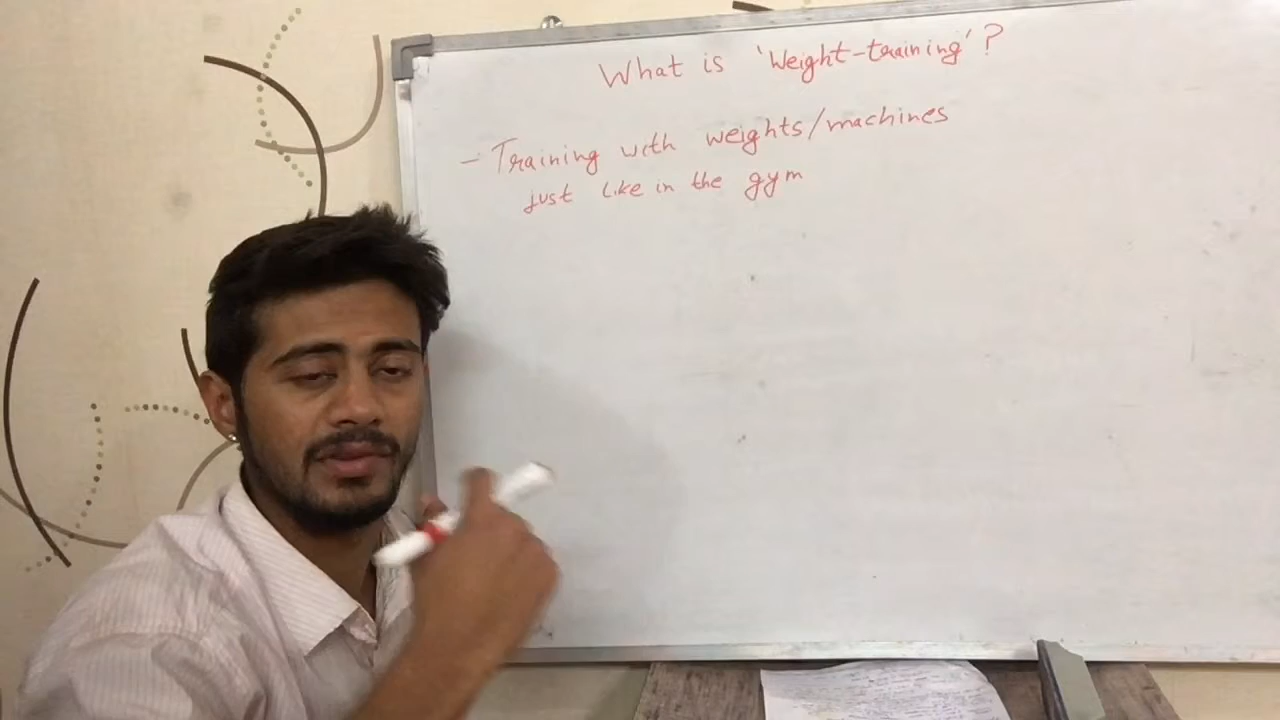 What is 'Weight-training'?
- Training with weights/machines
just like in the gym